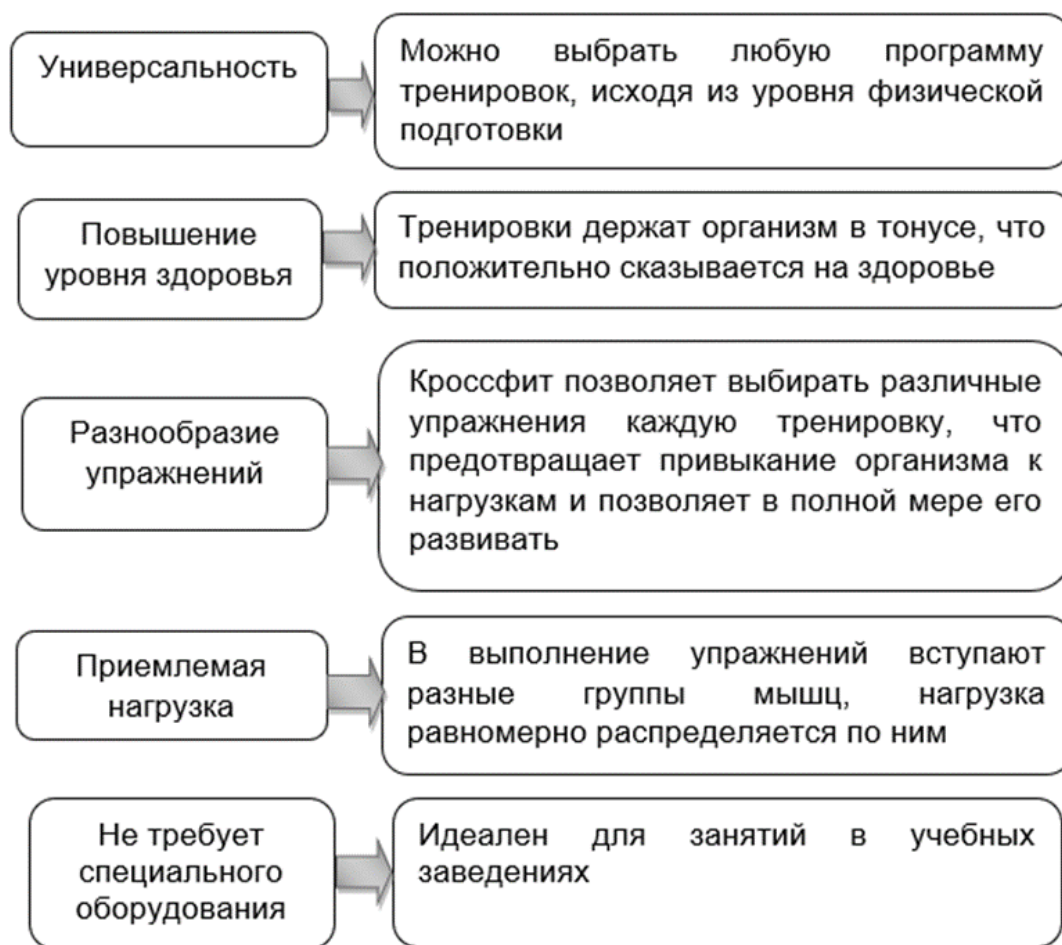 Универсальность
Можно выбрать любую программу
тренировок, исходя из уровня физической
подготовки
Повышение
уровня здоровья
Тренировки держат организм в тонусе, что
положительно сказывается на здоровье
Разнообразие
упражнений
Кроссфит позволяет выбирать различные
упражнения каждую тренировку, что
предотвращает привыкание организма к
нагрузкам и позволяет в полной мере его
развивать
Приемлемая
нагрузка
В выполнение упражнений вступают
разные группы мышц, нагрузка
равномерно распределяется по ним
Не требует
специального
оборудования
Идеален для занятий в учебных
заведениях